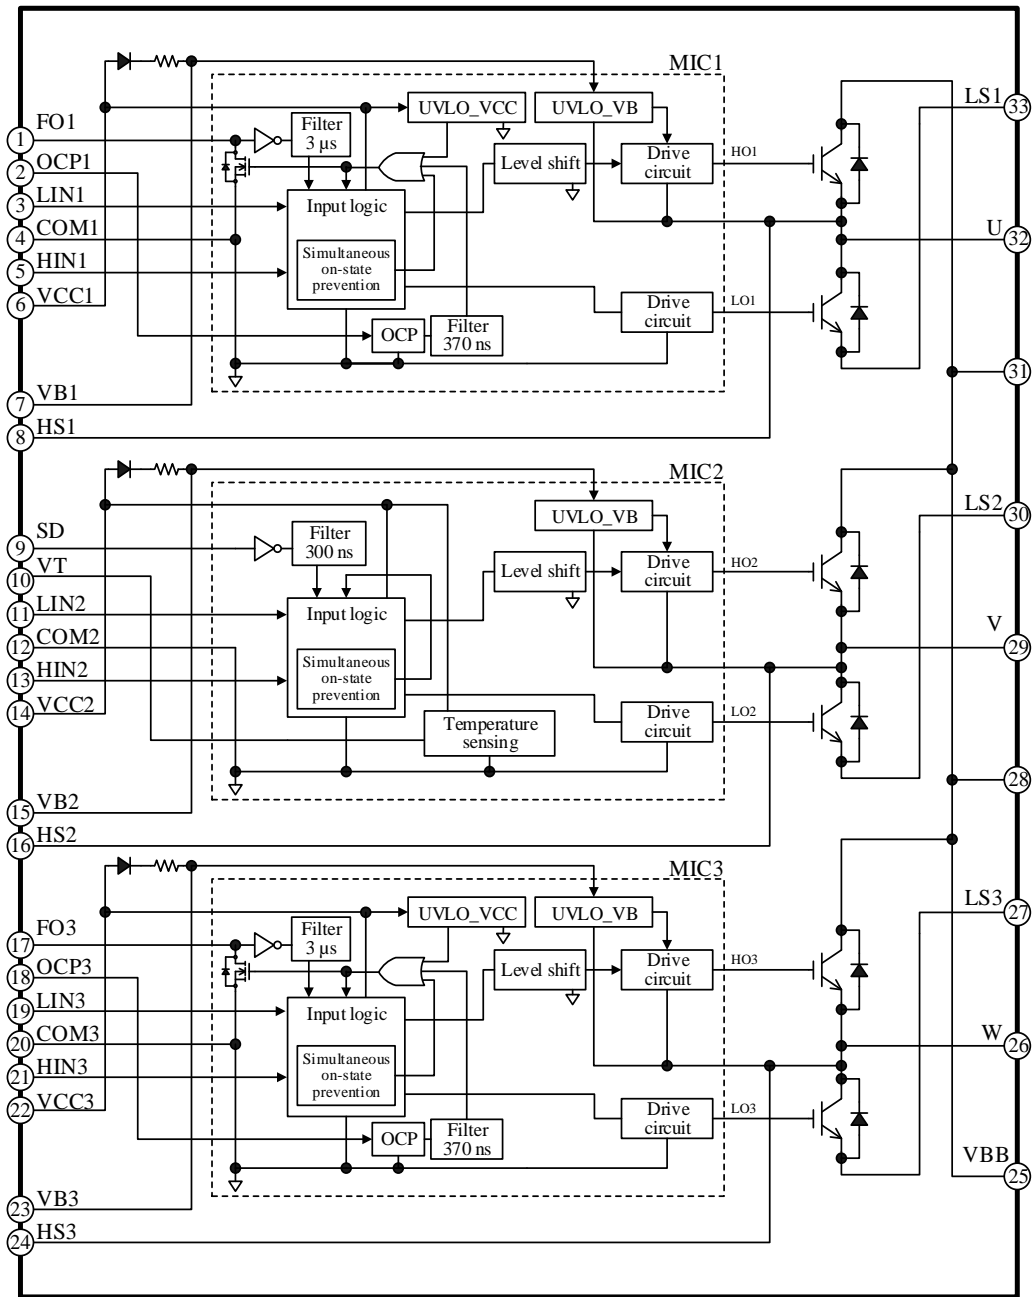 MIC1
UVLO_VCC
UVLO_VB
LS1
33
FO1
1
Filter
3 µs
OCP1
2
Level shift
Drive
circuit
HO1
LIN1
3
Input logic
COM1
4
U
32
Simultaneous
on-state
prevention
HIN1
5
VCC1
6
Drive
circuit
LO1
OCP
Filter
370 ns
31
VB1
7
HS1
8
MIC2
UVLO_VB
LS2
30
SD
9
Filter
300 ns
VT
10
Level shift
Drive
circuit
HO2
LIN2
11
Input logic
COM2
12
V
29
Simultaneous
on-state
prevention
HIN2
13
VCC2
14
Temperature
sensing
Drive
circuit
LO2
28
VB2
15
HS2
16
MIC3
UVLO_VCC
UVLO_VB
LS3
27
FO3
17
Filter
3 µs
OCP3
18
Level shift
Drive
circuit
HO3
LIN3
19
Input logic
COM3
20
W
26
Simultaneous
on-state
prevention
HIN3
21
VCC3
22
Drive
circuit
LO3
OCP
Filter
370 ns
VBB
25
VB3
23
HS3
24